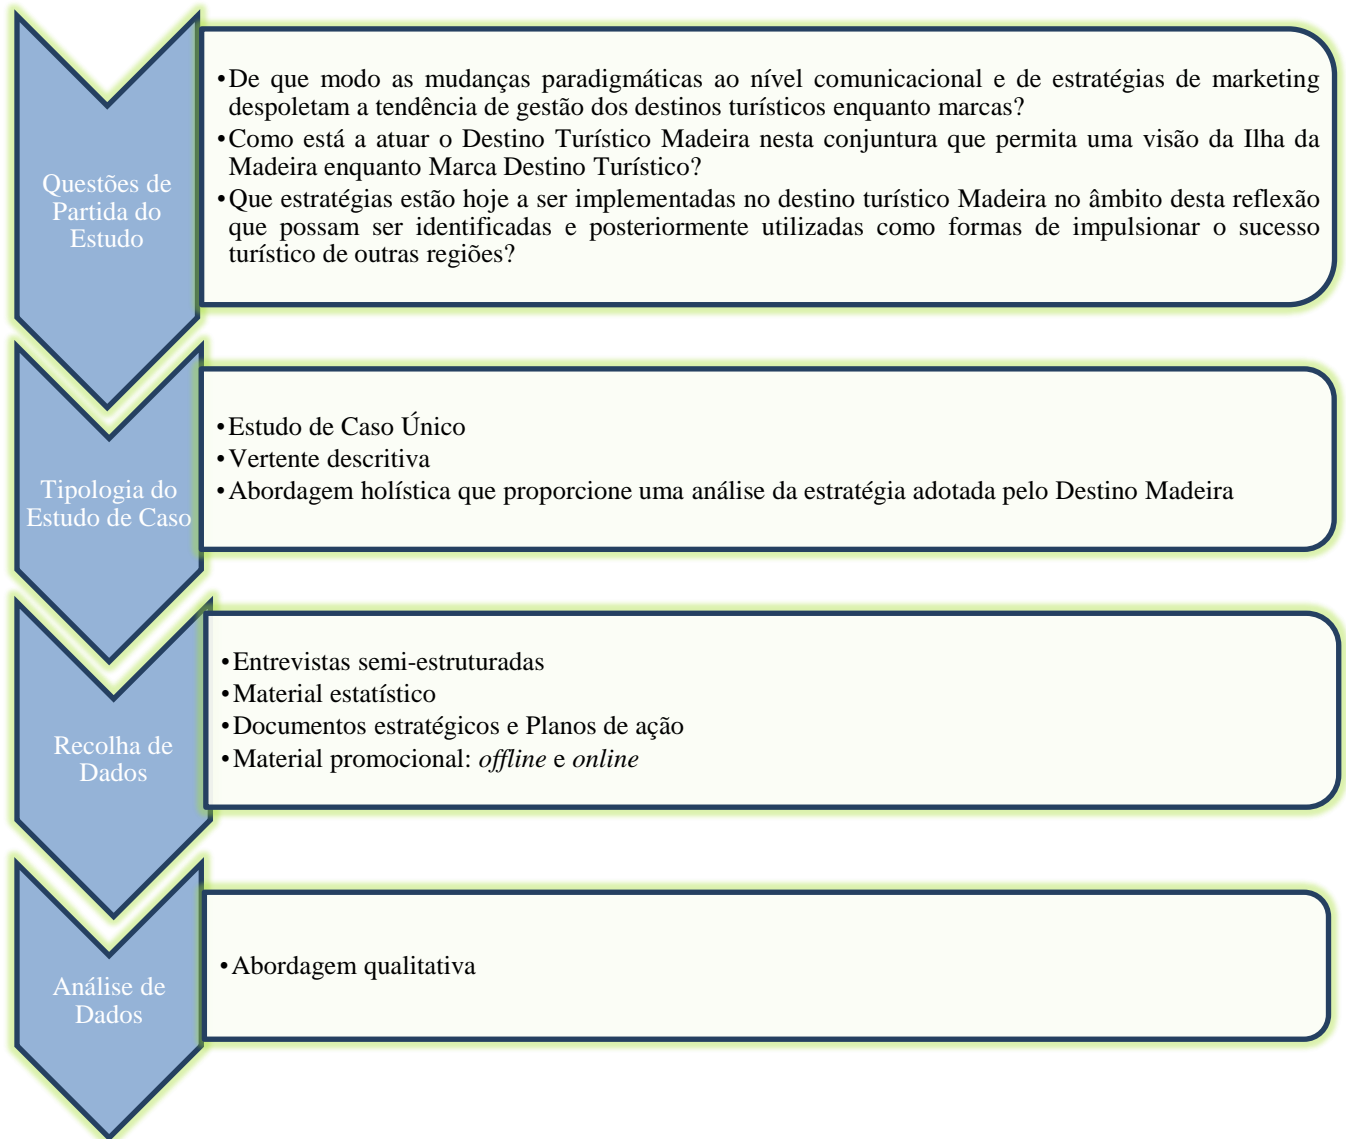 Questões de
Partida do
Estudo
•De que modo as mudanças paradigmáticas ao nível comunicacional e de estratégias de marketing
despoletam a tendência de gestão dos destinos turísticos enquanto marcas?
•Como está a atuar o Destino Turístico Madeira nesta conjuntura que permita uma visão da Ilha da
Madeira enquanto Marca Destino Turístico?
•Que estratégias estão hoje a ser implementadas no destino turístico Madeira no âmbito desta reflexão
que possam ser identificadas e posteriormente utilizadas como formas de impulsionar o sucesso
turístico de outras regiões?
Tipologia do
Estudo de Caso
•Estudo de Caso Único
•Vertente descritiva
•Abordagem holística que proporcione uma análise da estratégia adotada pelo Destino Madeira
Recolha de
Dados
•Entrevistas semi-estruturadas
•Material estatístico
•Documentos estratégicos e Planos de ação
•Material promocional: offline e online
Análise de
Dados
•Abordagem qualitativa